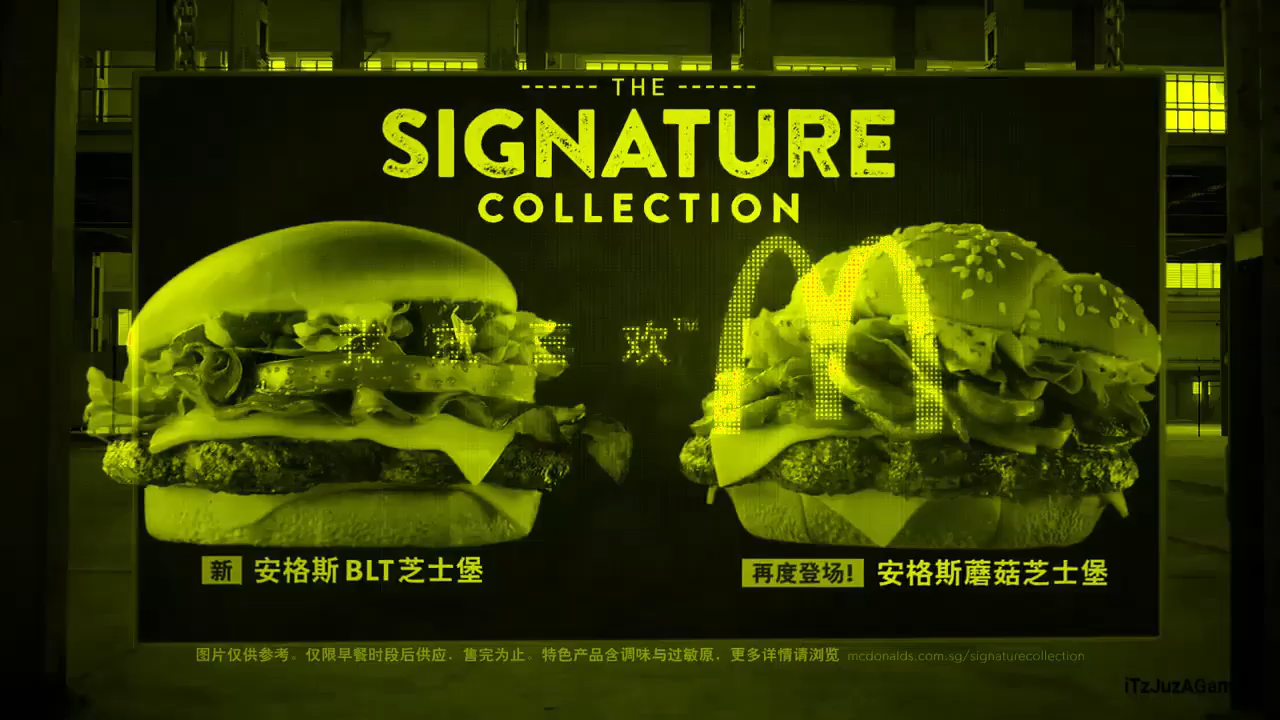 THE
SIGNATURE
COLLECTION
欢™
新 安格斯BLT芝士堡
再度登场! 安格斯蘑菇芝士堡
图片仅供参考。仅限早餐时段后供应。售完为止。特色产品含调味与过敏原。更多详情请浏览 mcdonalds.com.sg/signaturecollection